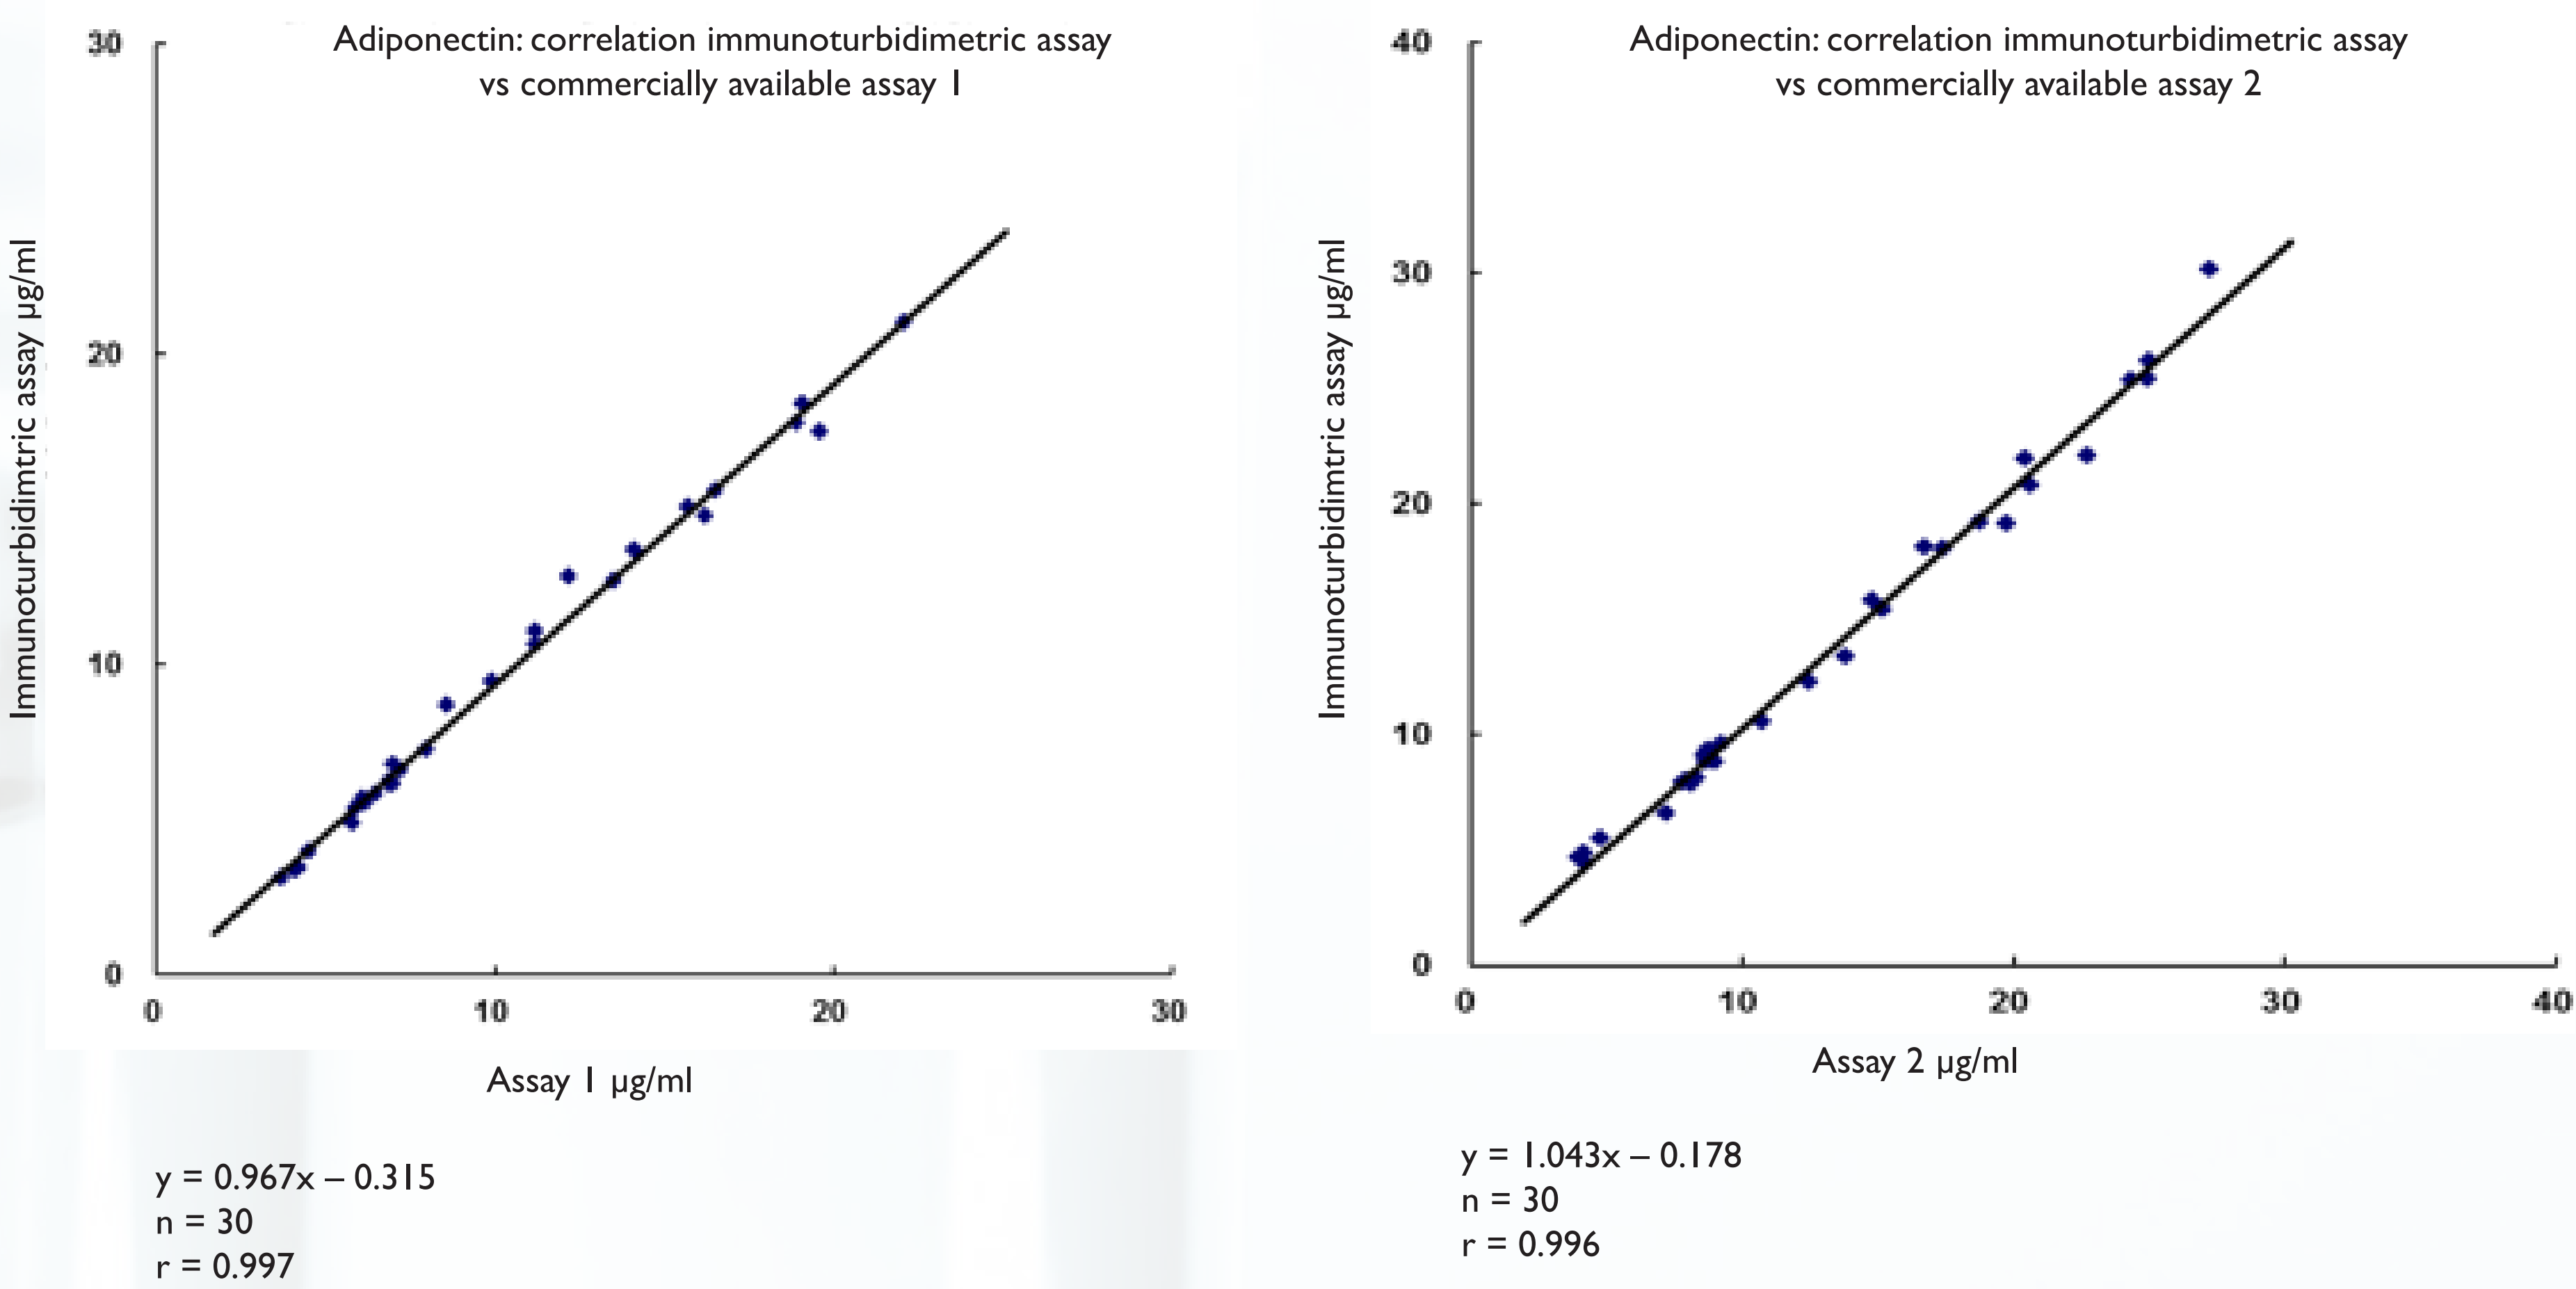 Adiponectin: correlation immunoturbidimetric assay
vs commercially available assay 1
Immunoturbidimtric assay µg/ml
30
20
10
0
0 10 20 30
Assay 1 µg/ml
y = 0.967x – 0.315
n = 30
r = 0.997
Adiponectin: correlation immunoturbidimetric assay
vs commercially available assay 2
Immunoturbidimtric assay µg/ml
40
30
20
10
0
0 10 20 30 40
Assay 2 µg/ml
y = 1.043x – 0.178
n = 30
r = 0.996